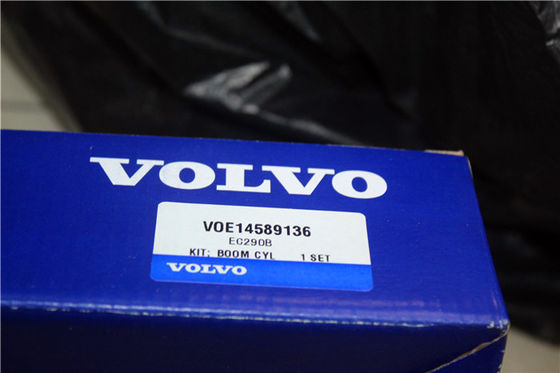 VOLVO
VOE14589136
EC290B
KIT; BOOM CYL 1 SET
VOLVO